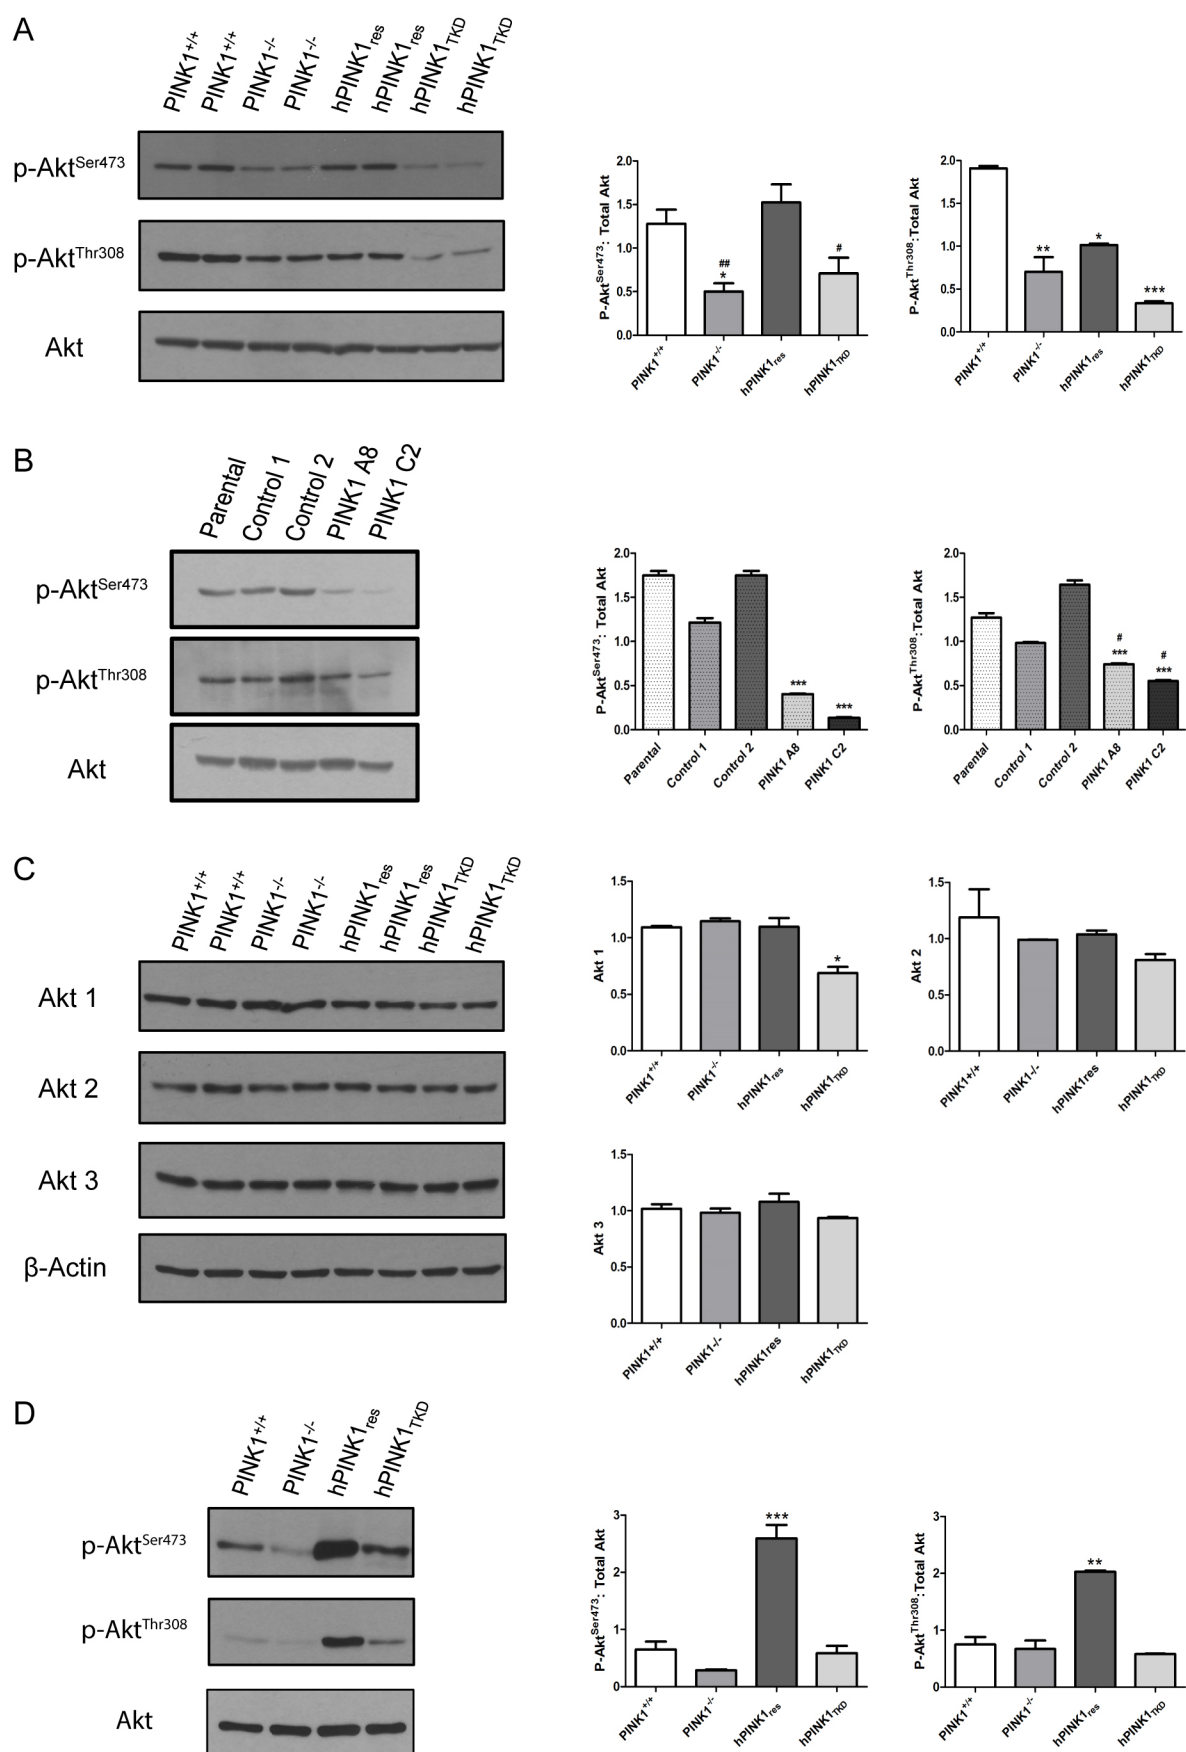 A
PINK1+/+ PINK1+/+ PINK1-/- PINK1-/- hPINK1res hPINK1res hPINK1TKD hPINK1TKD
p-AktSer473
p-AktThr308
Akt
P-AktSer473: Total Akt
2.0
1.5
1.0
0.5
0.0
##
*
#
PINK1+/+ PINK1-/- hPINK1res hPINK1TKD
P-AktThr308:Total Akt
2.0
1.5
1.0
0.5
0.0
**
*
***
PINK1+/+ PINK1-/- hPINK1res hPINK1TKD
B
Parental Control 1 Control 2 PINK1 A8 PINK1 C2
p-AktSer473
p-AktThr308
Akt
P-AktSer473: Total Akt
2.0
1.5
1.0
0.5
0.0
*** ***
Parental Control 1 Control 2 PINK1 A8 PINK1 C2
P-AktThr308:Total Akt
2.0
1.5
1.0
0.5
0.0
# #
*** ***
Parental Control 1 Control 2 PINK1 A8 PINK1 C2
C
PINK1+/+ PINK1+/+ PINK1-/- PINK1-/- hPINK1res hPINK1res hPINK1TKD hPINK1TKD
Akt 1
Akt 2
Akt 3
β-Actin
Akt 1
1.5
1.0
0.5
0.0
*
PINK1+/+ PINK1-/- hPINK1res hPINK1TKD
Akt 2
1.5
1.0
0.5
0.0
PINK1+/+ PINK1-/- hPINK1res hPINK1TKD
Akt 3
1.5
1.0
0.5
0.0
PINK1+/+ PINK1-/- hPINK1res hPINK1TKD
D
PINK1+/+ PINK1-/- hPINK1res hPINK1TKD
p-AktSer473
p-AktThr308
Akt
P-AktSer473: Total Akt
3
2
1
0
***
PINK1+/+ PINK1-/- hPINK1res hPINK1TKD
P-AktThr308:Total Akt
3
2
1
0
**
PINK1+/+ PINK1-/- hPINK1res hPINK1TKD